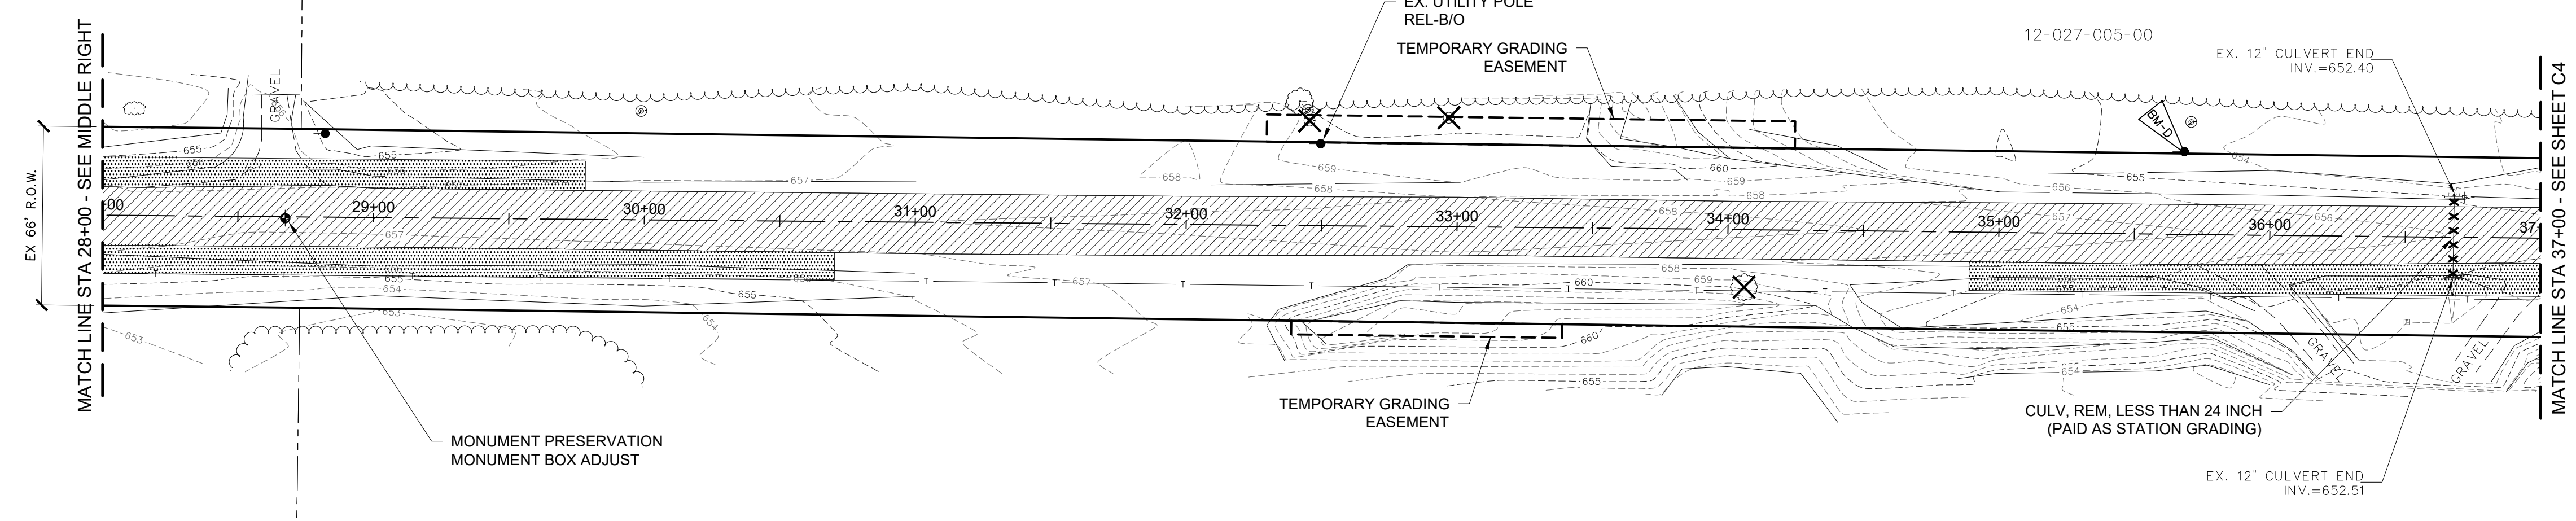 EX. UTILITY POLE
REL-B/O
TEMPORARY GRADING
EASEMENT
12-027-005-00
EX. 12" CULVERT END
INV.=652.40
MATCH LINE STA 28+00 - SEE MIDDLE RIGHT
EX 66' R.O.W.
GRAVEL
BM-D
MATCH LINE STA 37+00 - SEE SHEET C4
655
655
657
658
659
658
660
659
658
656
655
654
00
29+00
30+00
31+00
32+00
33+00
34+00
35+00
36+00
37
657
658
657
656
T T T T T T T T T T T T
655
654
655
656
657
658
659
660
654
655
653
653
654
660
655
654
GRAVEL
GRAVEL
TEMPORARY GRADING
EASEMENT
CULV, REM, LESS THAN 24 INCH
(PAID AS STATION GRADING)
MONUMENT PRESERVATION
MONUMENT BOX ADJUST
EX. 12" CULVERT END
INV.=652.51